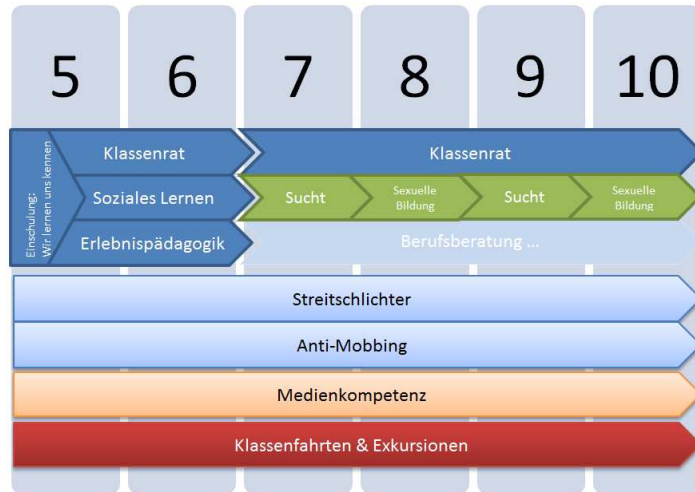 5 6 7 8 9 10
Einschulung:
Wir lernen uns kennen
Klassenrat
Klassenrat
Soziales Lernen
Sucht
Sexuelle
Bildung
Sucht
Sexuelle
Bildung
Erlebnispädagogik
Berufsberatung ...
Streitschlichter
Anti-Mobbing
Medienkompetenz
Klassenfahrten & Exkursionen